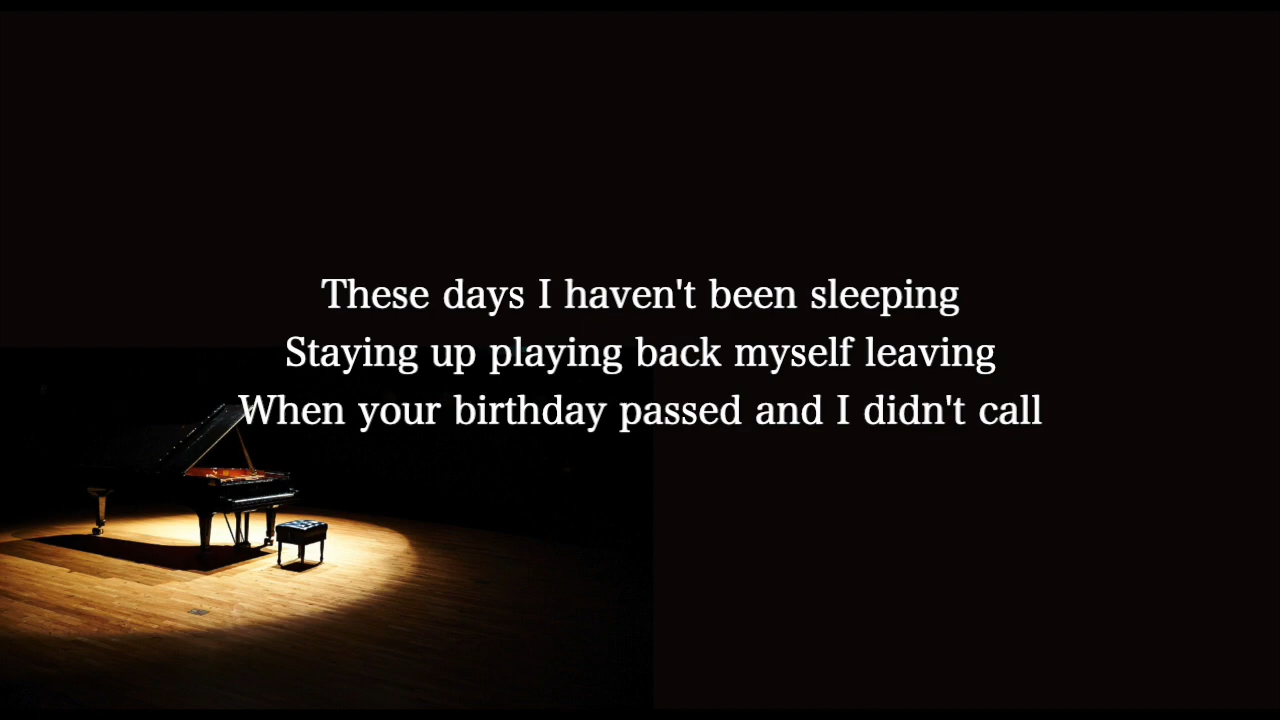 These days I haven't been sleeping
Staying up playing back myself leaving
When your birthday passed and I didn't call